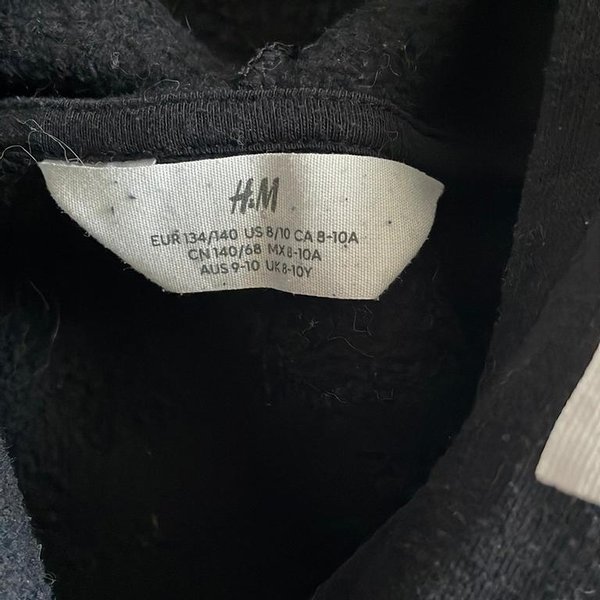 H&M
EUR 134/140 US 8/10 CA 8-10A
CN 140/68 MX 8-10A
AUS 9-10 UK 8-10Y